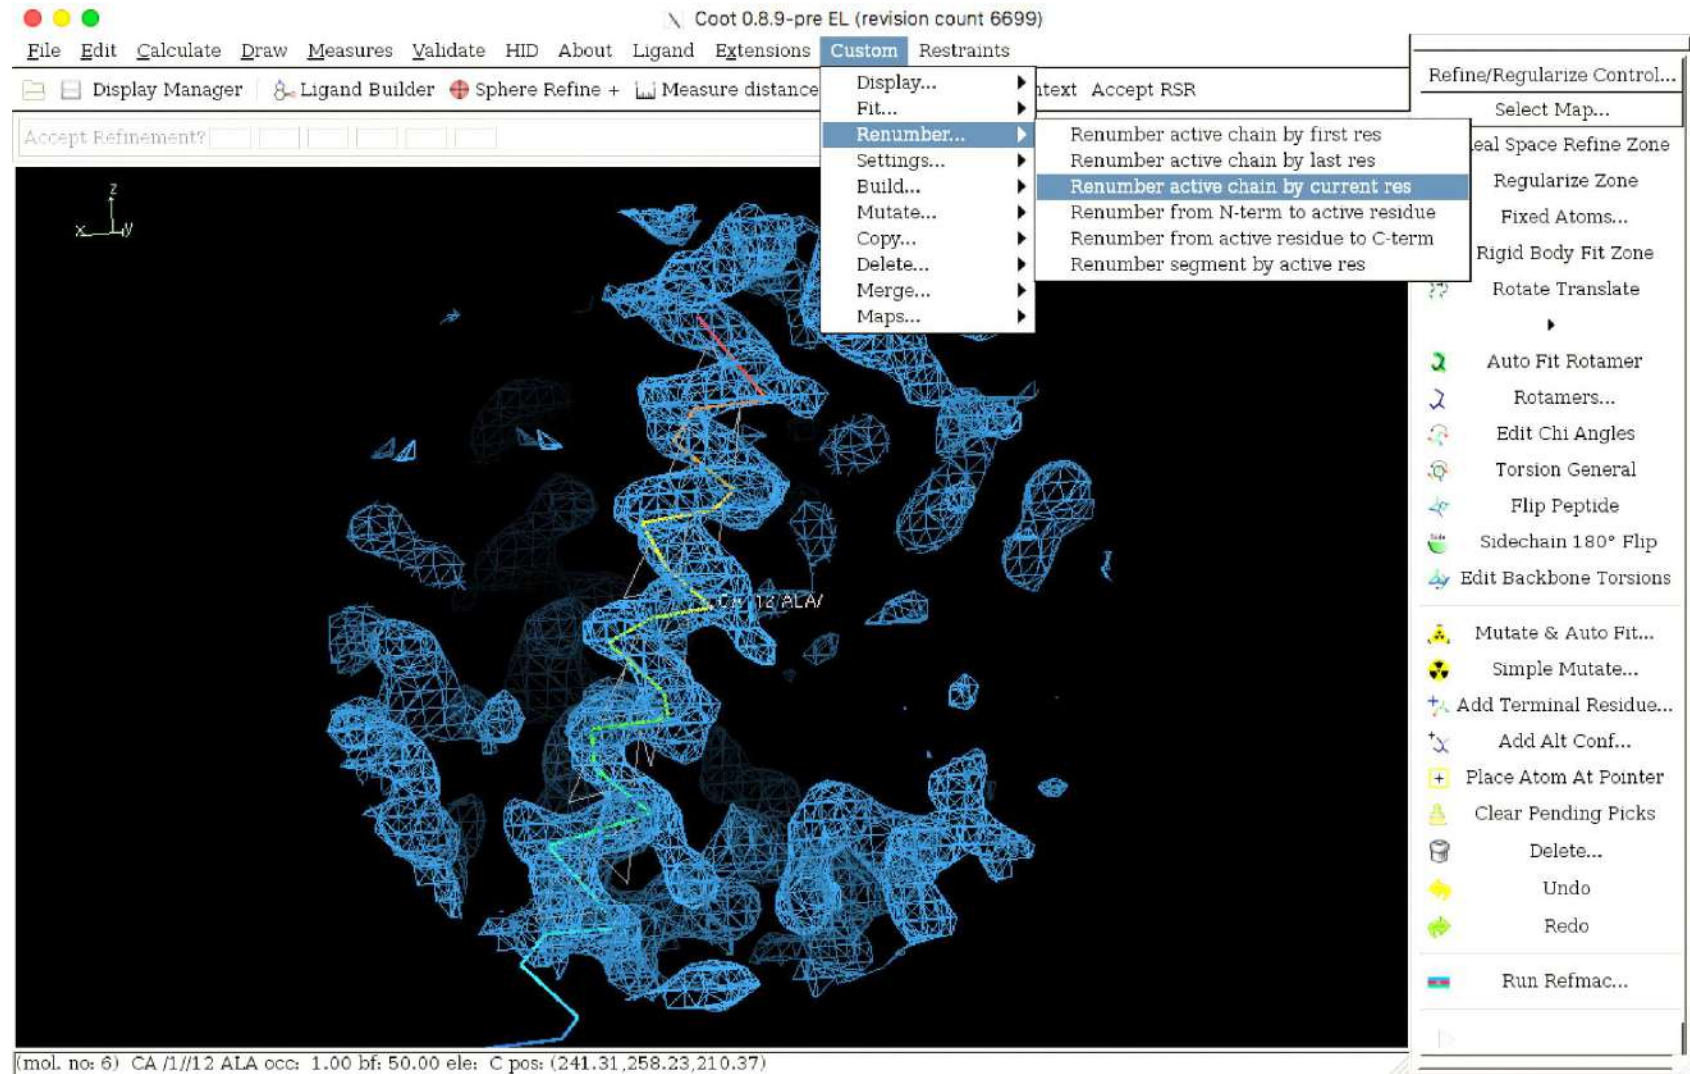 Coot 0.8.9-pre EL (revision count 6699)
File Edit Calculate Draw Measures Validate HID About Ligand Extensions Custom Restraints
Display Manager Ligand Builder Sphere Refine + Measure distance Accept RSR
Accept Refinement?
Display...
Fit...
Renumber...
Settings...
Build...
Mutate...
Copy...
Delete...
Merge...
Maps...
Renumber active chain by first res
Renumber active chain by last res
Renumber active chain by current res
Renumber from N-term to active residue
Renumber from active residue to C-term
Renumber segment by active res
Refine/Regularize Control...
Select Map...
eal Space Refine Zone
Regularize Zone
Fixed Atoms...
Rigid Body Fit Zone
Rotate Translate
Auto Fit Rotamer
Rotamers...
Edit Chi Angles
Torsion General
Flip Peptide
Sidechain 180° Flip
Edit Backbone Torsions
Mutate & Auto Fit...
Simple Mutate...
Add Terminal Residue...
Add Alt Conf...
Place Atom At Pointer
Clear Pending Picks
Delete...
Undo
Redo
Run Refmac...
z
x y
CA 12 ALA/
(mol. no: 6) CA /1//12 ALA occ: 1.00 bf: 50.00 ele: C pos: (241.31,258.23,210.37)